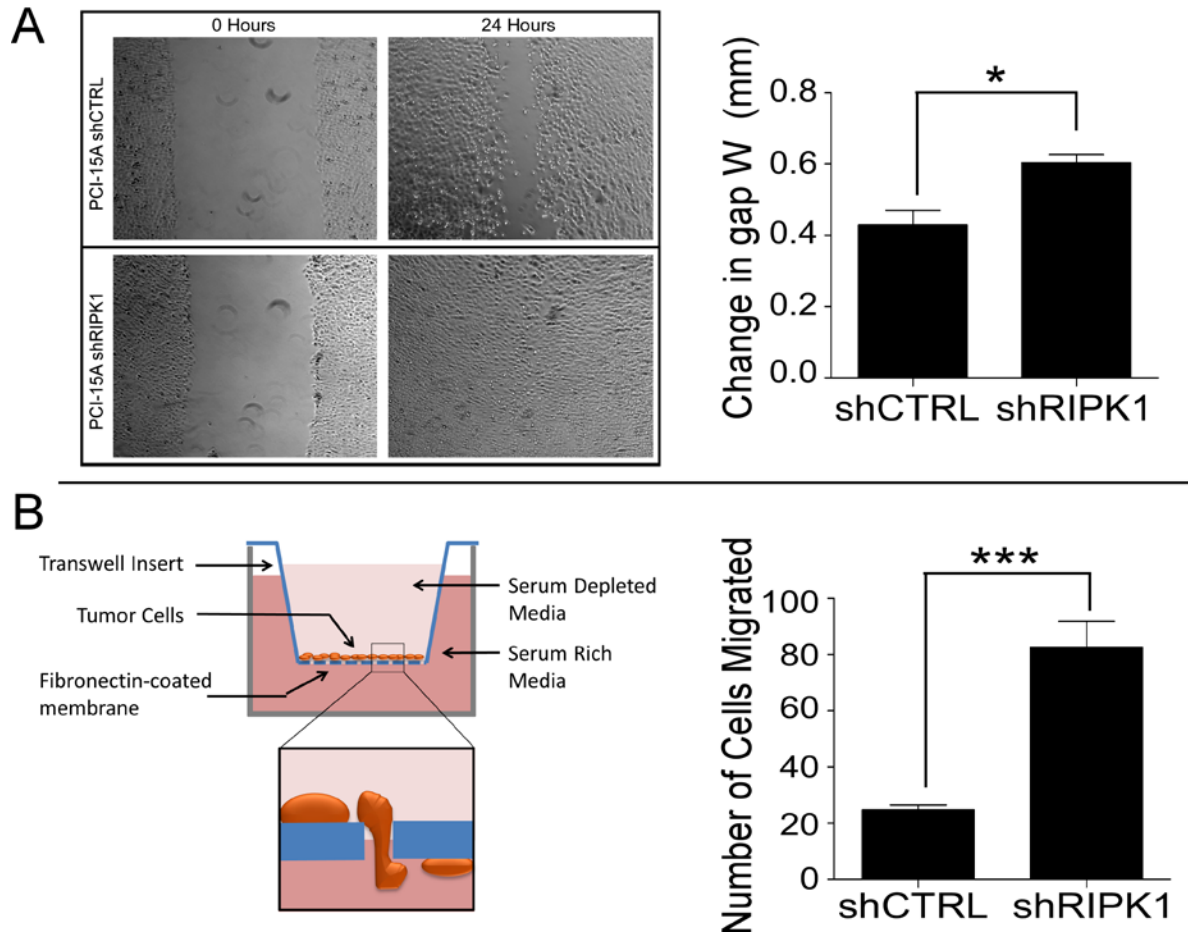 A
0 Hours
24 Hours
PCI-15A shCTRL
PCI-15A shRIPK1
Change in gap W (mm)
0.8
0.6
0.4
0.2
0.0
*
shCTRL
shRIPK1
B
Transwell Insert
Tumor Cells
Fibronectin-coated
membrane
Serum Depleted
Media
Serum Rich
Media
Number of Cells Migrated
100
80
60
40
20
0
***
shCTRL
shRIPK1